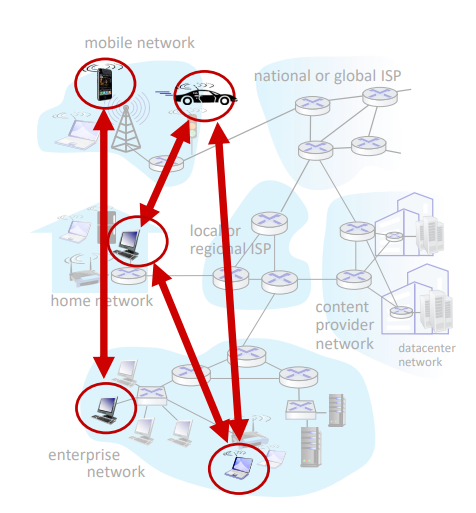 mobile network
national or global ISP
local or
regional ISP
home network
content
provider
network
datacenter
network
enterprise
network